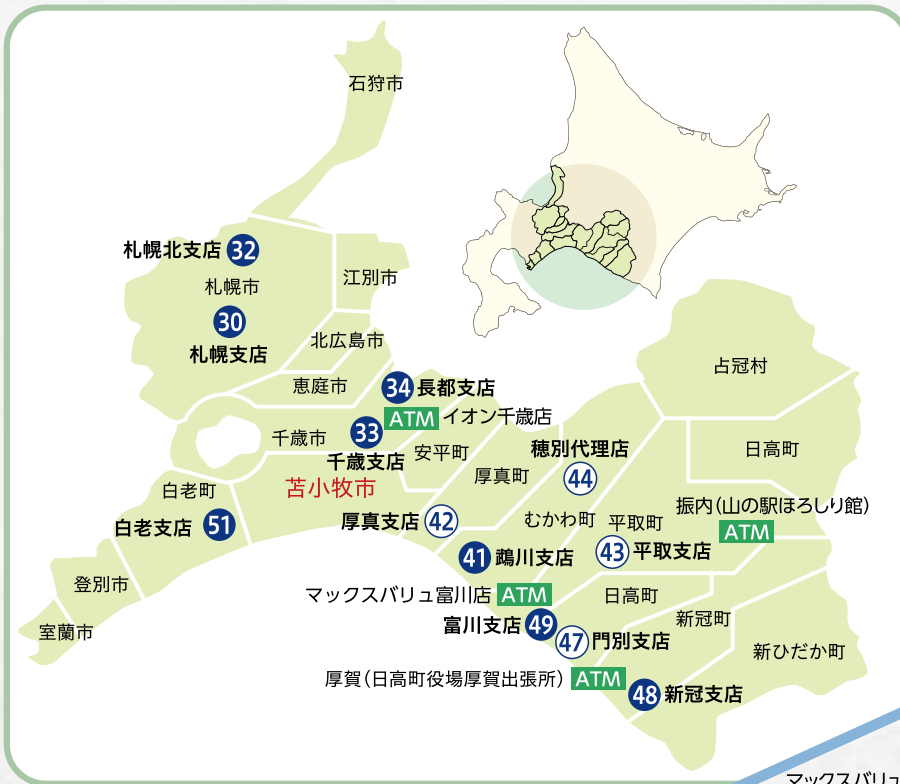 石狩市
札幌北支店 32
札幌市
江別市
30
札幌支店
北広島市
占冠村
恵庭市
34 長都支店
ATM イオン千歳店
千歳市
33
千歳支店
安平町
穂別代理店
44
日高町
厚真町
苫小牧市
白老町
白老支店 51
厚真支店 42
むかわ町
平取町
振内(山の駅ほろしり館)
ATM
41 鵡川支店
43 平取支店
登別市
マックスバリュ富川店 ATM
日高町
室蘭市
富川支店 49
新冠町
47 門別支店
新ひだか町
厚賀(日高町役場厚賀出張所) ATM
48 新冠支店
マックスバリュ